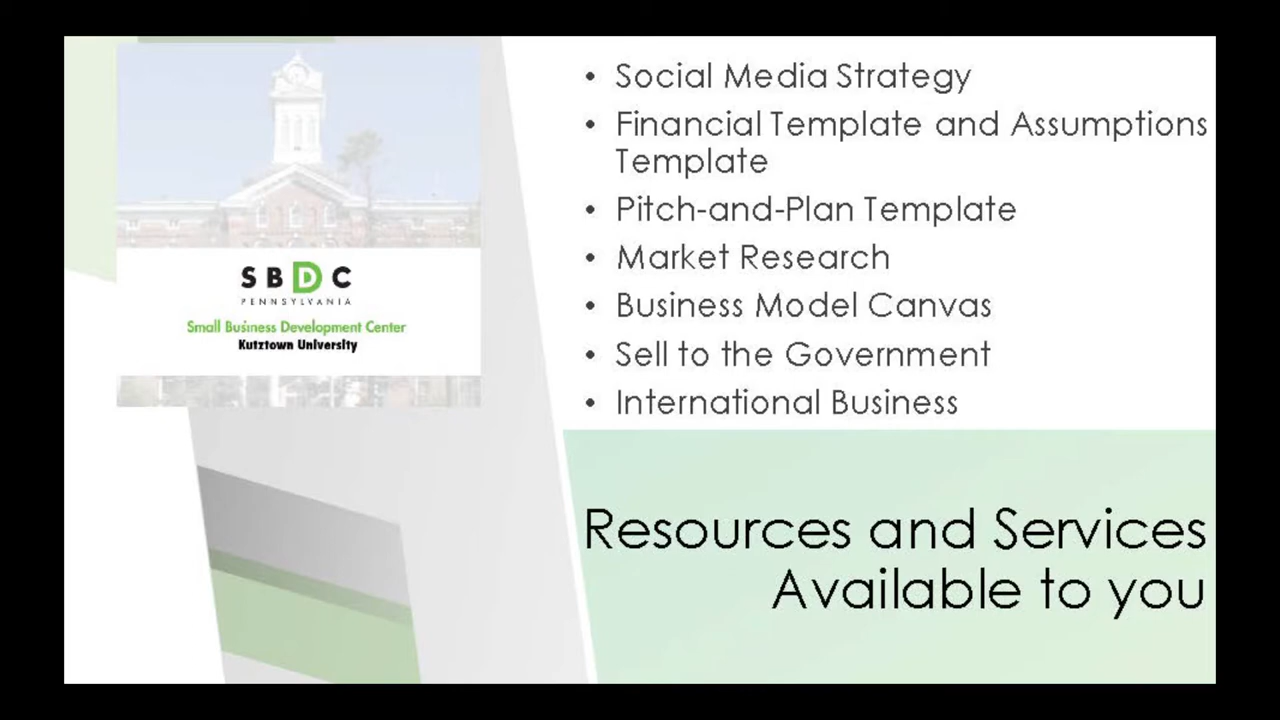 • Social Media Strategy
• Financial Template and Assumptions
Template
• Pitch-and-Plan Template
• Market Research
• Business Model Canvas
• Sell to the Government
• International Business
SBDC
PENNSYLVANIA
Small Business Development Center
Kutztown University
Resources and Services
Available to you